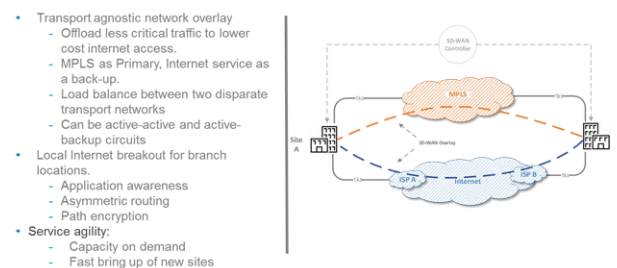 • Transport agnostic network overlay
- Offload less critical traffic to lower
cost internet access.
- MPLS as Primary, Internet service as
a back-up.
- Load balance between two disparate
transport networks
- Can be active-active and active-
backup circuits
• Local Internet breakout for branch
locations.
- Application awareness
- Asymmetric routing
- Path encryption
• Service agility:
- Capacity on demand
- Fast bring up of new sites
SD-WAN
Controller
MPLS
Site
A
SD-WAN Overlay
ISP A
Internet
ISP B